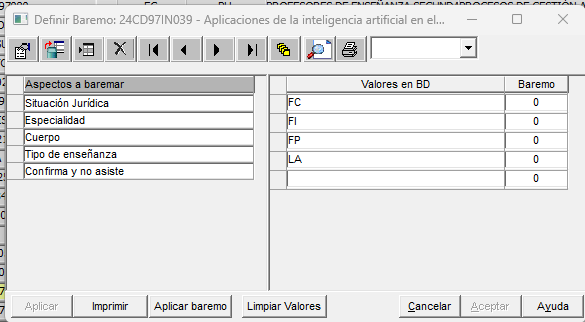 Definir Baremo: 24CD97IN039 - Aplicaciones de la inteligencia artificial en el...
Aspectos a baremar
Situación Jurídica
Especialidad
Cuerpo
Tipo de enseñanza
Confirma y no asiste
Valores en BD Baremo
FC 0
FI 0
FP 0
LA 0
0
Aplicar Imprimir Aplicar baremo Limpiar Valores Cancelar Aceptar Ayuda